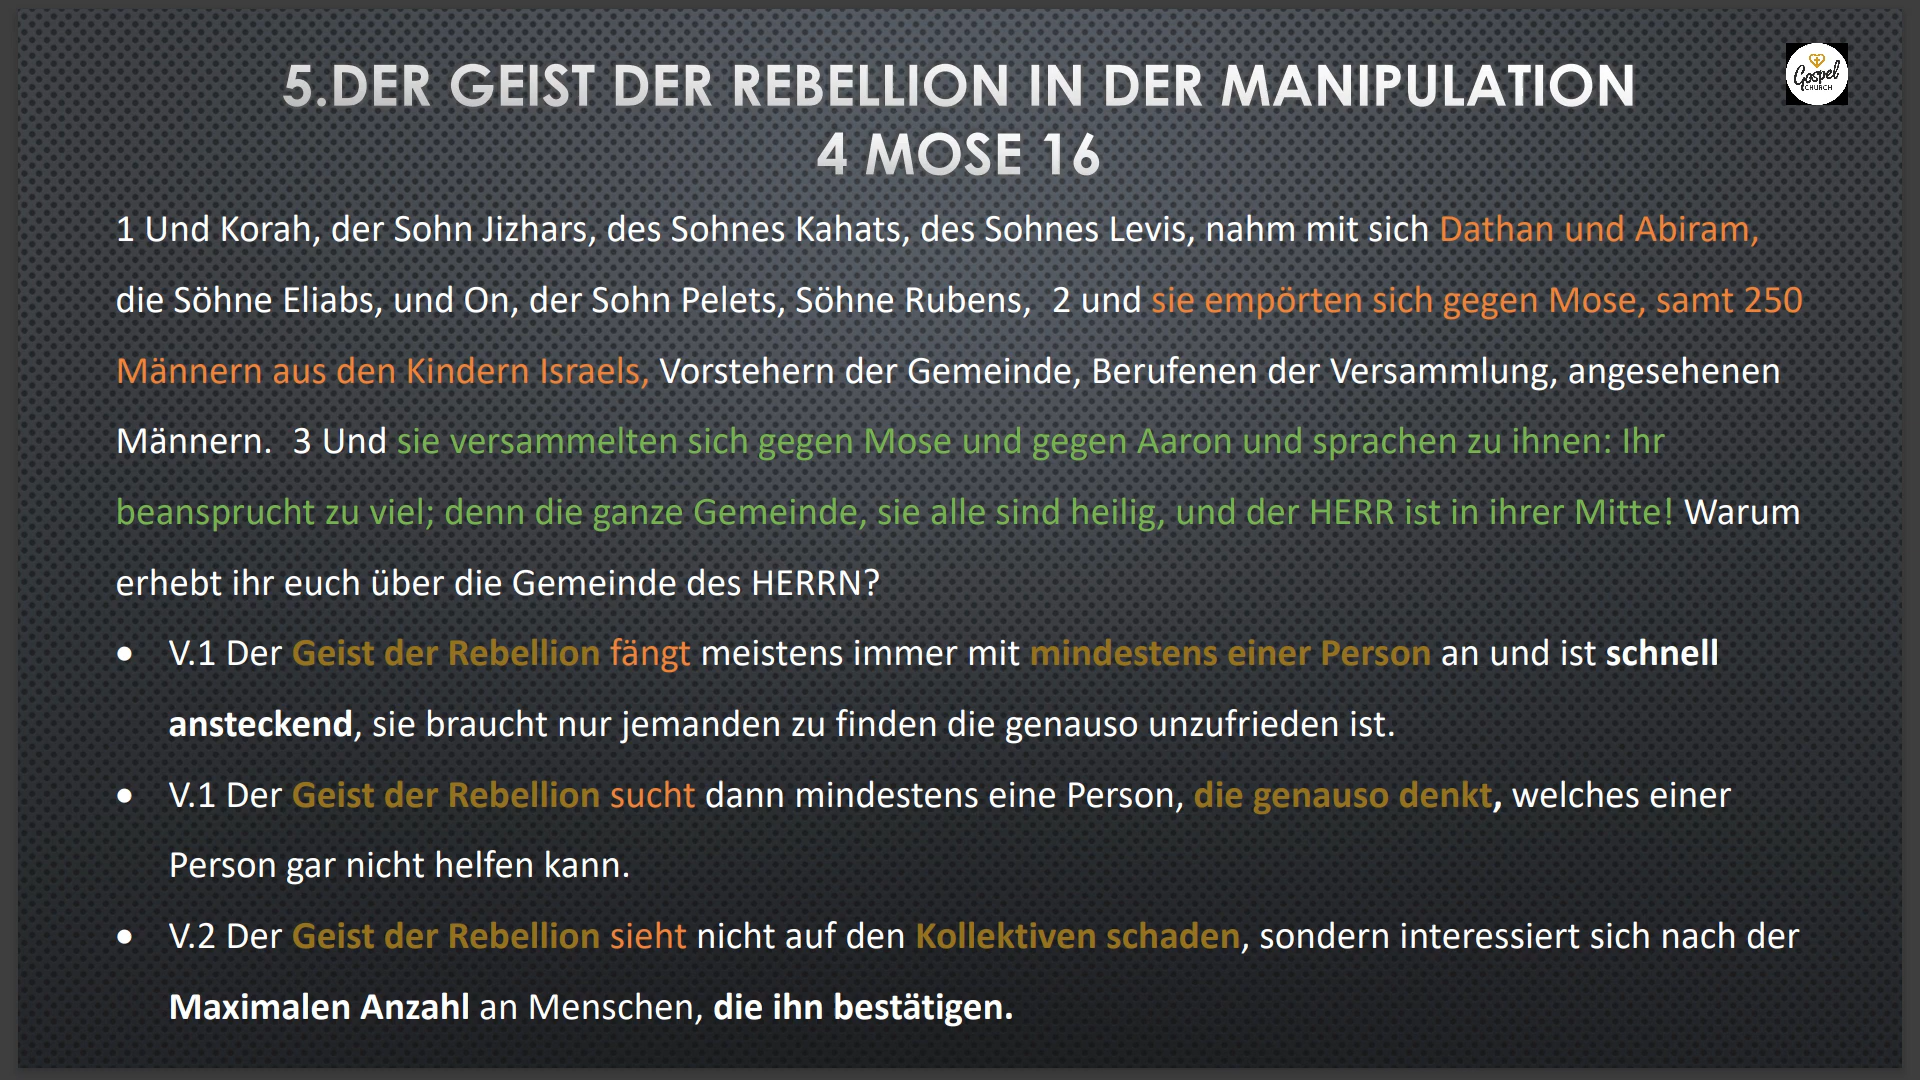 5.DER GEIST DER REBELLION IN DER MANIPULATION
4 MOSE 16
Gospel
CHURCH
1 Und Korah, der Sohn Jizhars, des Sohnes Kahats, des Sohnes Levis, nahm mit sich Dathan und Abiram,
die Söhne Eliabs, und On, der Sohn Pelets, Söhne Rubens,  2 und sie empörten sich gegen Mose, samt 250
Männern aus den Kindern Israels, Vorstehern der Gemeinde, Berufenen der Versammlung, angesehenen
Männern.  3 Und sie versammelten sich gegen Mose und gegen Aaron und sprachen zu ihnen: Ihr
beansprucht zu viel; denn die ganze Gemeinde, sie alle sind heilig, und der HERR ist in ihrer Mitte! Warum
erhebt ihr euch über die Gemeinde des HERRN?
• V.1 Der Geist der Rebellion fängt meistens immer mit mindestens einer Person an und ist schnell
ansteckend, sie braucht nur jemanden zu finden die genauso unzufrieden ist.
• V.1 Der Geist der Rebellion sucht dann mindestens eine Person, die genauso denkt, welches einer
Person gar nicht helfen kann.
• V.2 Der Geist der Rebellion sieht nicht auf den Kollektiven schaden, sondern interessiert sich nach der
Maximalen Anzahl an Menschen, die ihn bestätigen.